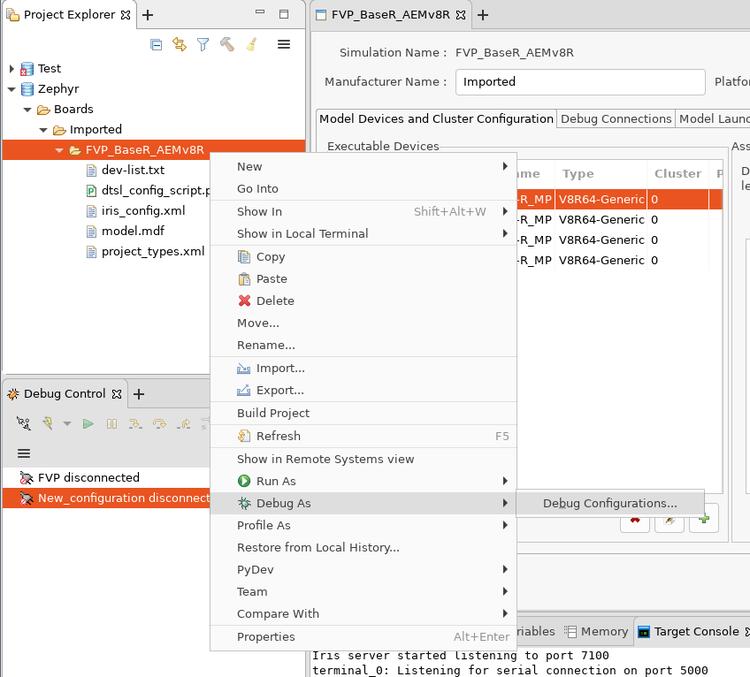 Project Explorer
FVP_BaseR_AEMv8R
Simulation Name : FVP_BaseR_AEMv8R
Manufacturer Name : Imported
Platfor
Test
Zephyr
Boards
Imported
FVP_BaseR_AEMv8R
dev-list.txt
dtsl_config_script.p
iris_config.xml
model.mdf
project_types.xml
Model Devices and Cluster Configuration
Debug Connections
Model Launc
Executable Devices
Ass
me Type Cluster P
D
le
-R_MP V8R64-Generic 0
-R_MP V8R64-Generic 0
-R_MP V8R64-Generic 0
-R_MP V8R64-Generic 0
New
Go Into
Show In Shift+Alt+W
Show in Local Terminal
Copy
Paste
Delete
Move...
Rename...
Import...
Export...
Build Project
Refresh F5
Show in Remote Systems view
Run As
Debug As
Debug Configurations...
Profile As
Restore from Local History...
PyDev
Team
Compare With
Properties Alt+Enter
Debug Control
FVP disconnected
New_configuration disconnect
ariables
Memory
Target Console
Iris server started listening to port 7100
terminal_0: Listening for serial connection on port 5000